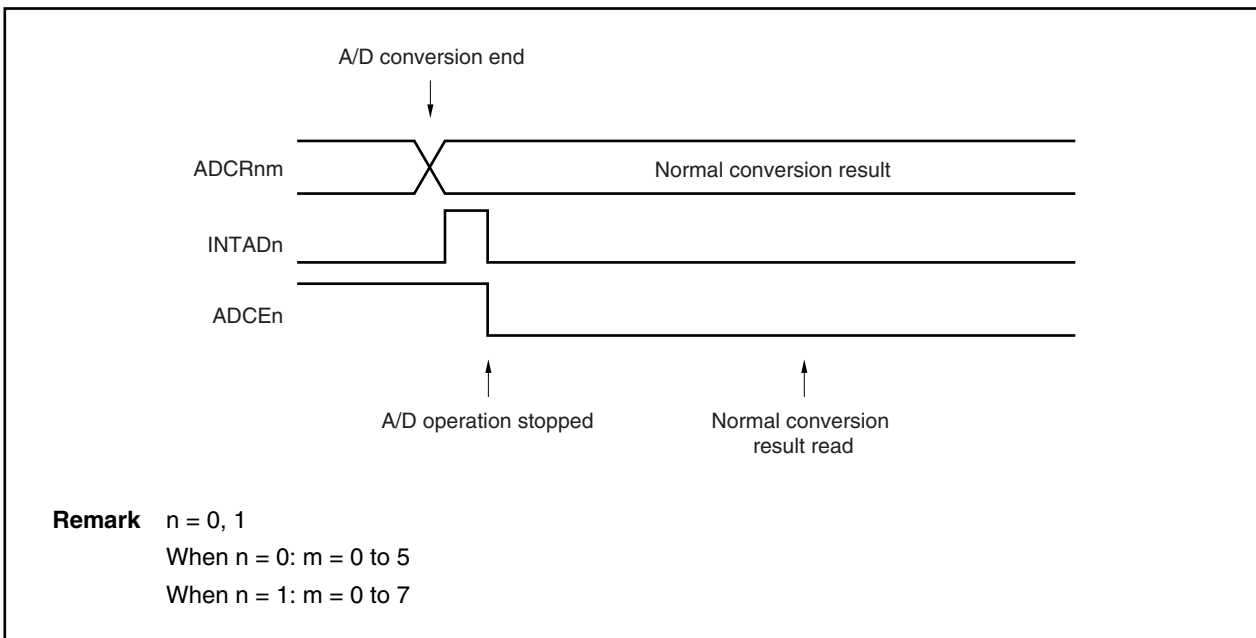 A/D conversion end
ADCRnm
Normal conversion result
INTADn
ADCEn
A/D operation stopped
Normal conversion
result read
Remark n = 0, 1
When n = 0: m = 0 to 5
When n = 1: m = 0 to 7